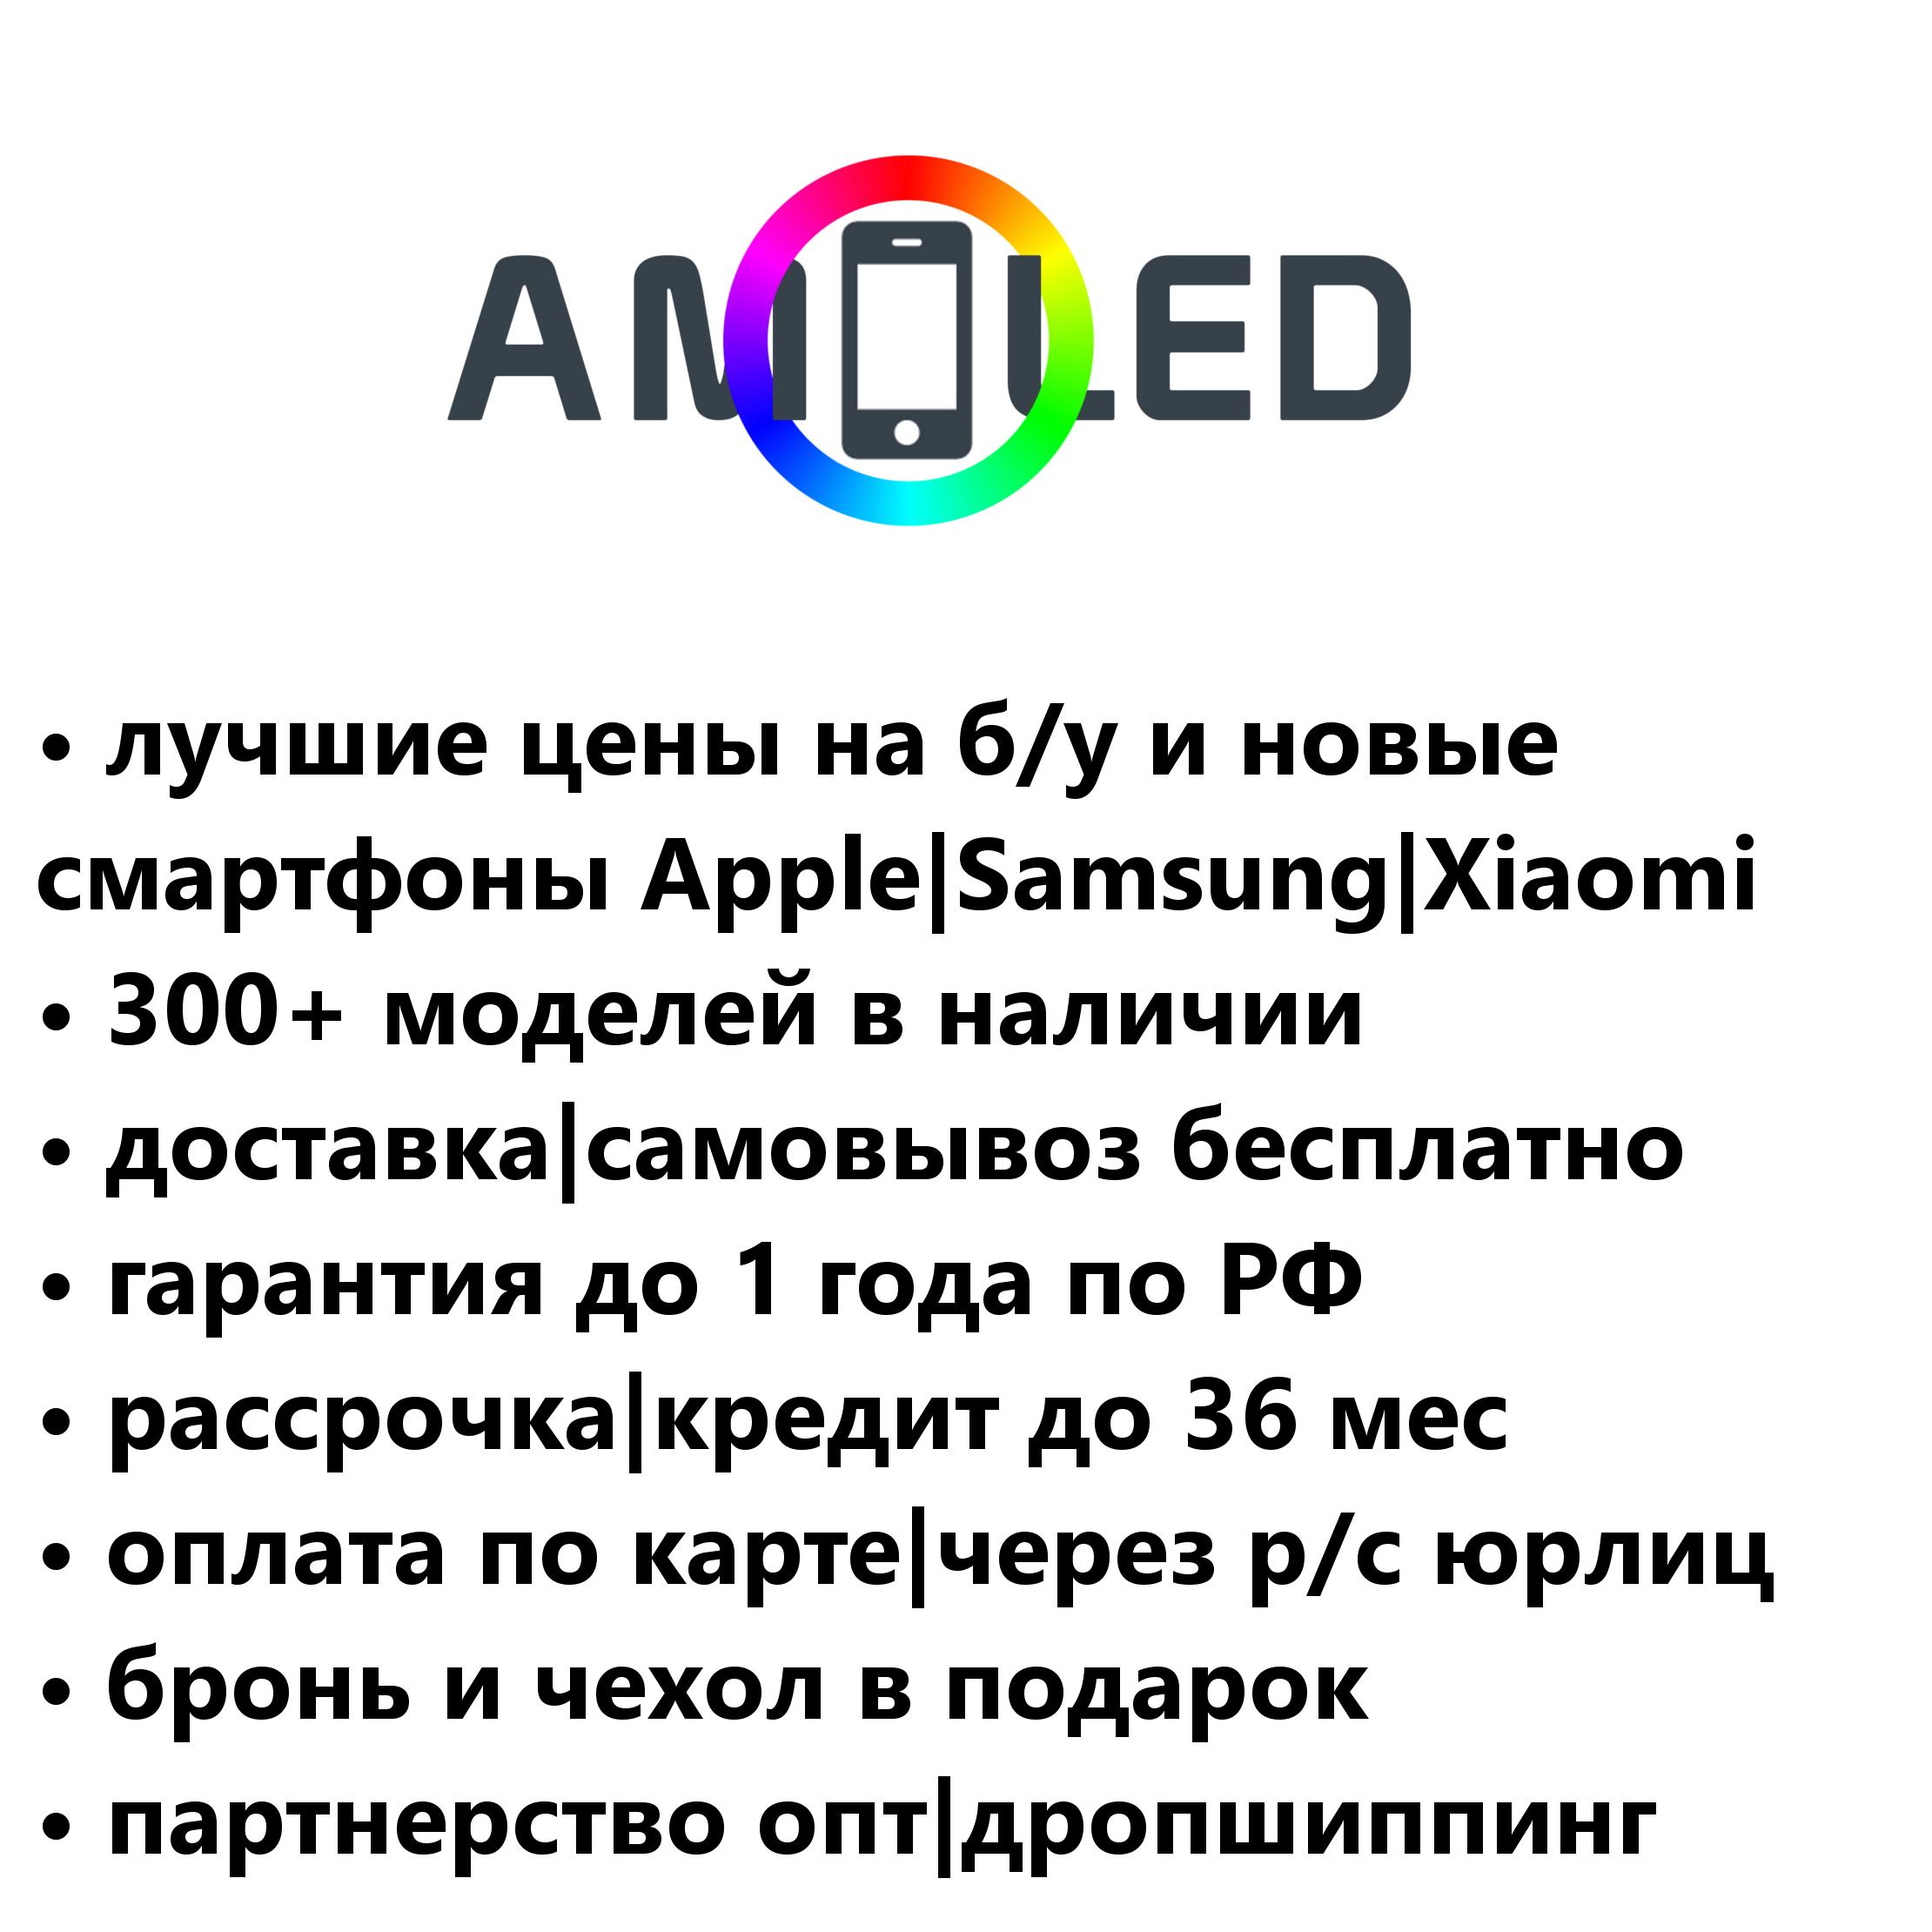 AMOLED
• лучшие цены на б/у и новые
смартфоны Apple|Samsung|Xiaomi
• 300+ моделей в наличии
• доставка|самовывоз бесплатно
• гарантия до 1 года по РФ
• рассрочка|кредит до 36 мес
• оплата по карте|через р/с юрлиц
• бронь и чехол в подарок
• партнерство опт|дропшиппинг